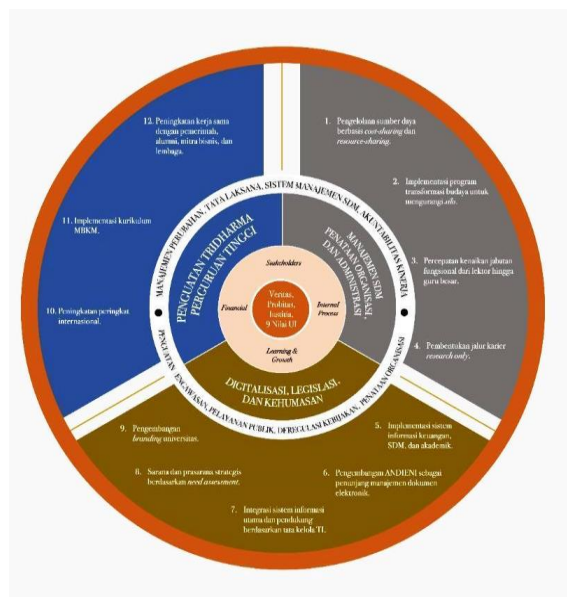 12. Peningkatan kerja sama
dengan pemerintah,
alumni, mitra bisnis, dan
lembaga.
11. Implementasi kurikulum
MBKM.
10. Peningkatan peringkat
internasional.
1. Pengelolaan sumber daya
berbasis cost-sharing dan
resource-sharing.
2. Implementasi program
transformasi budaya untuk
mengurangi silo.
3. Percepatan kenaikan jabatan
fungsional dari lektor hingga
guru besar.
4. Pembentukan jalur karier
research only.
5. Implementasi sistem
informasi keuangan,
SDM, dan akademik.
6. Pengembangan ANDIENI sebagai
penunjang manajemen dokumen
elektronik.
7. Integrasi sistem informasi
utama dan pendukung
berdasarkan tata kelola TI.
8. Sarana dan prasarana strategis
berdasarkan need assessment.
9. Pengembangan
branding universitas.
MANAJEMEN PERUBAHAN, TATA LAKSANA, SISTEM MANAJEMEN SDM, AKUNTABILITAS KINERJA
PENGUATAN PELAYANAN PUBLIK, DEREGULASI KEBIJAKAN, PENATAAN ORGANISASI
PENGUATAN TRIDHARMA
PERGURUAN TINGGI
MANAJEMEN SDM
PENATAAN ORGANISASI,
DAN ADMINISTRASI
DIGITALISASI, LEGISLASI,
DAN KEHUMASAN
Stakeholders
Financial
Internal
Process
Learning &
Growth
Veritas,
Probitas,
Iustitia,
9 Nilai UI